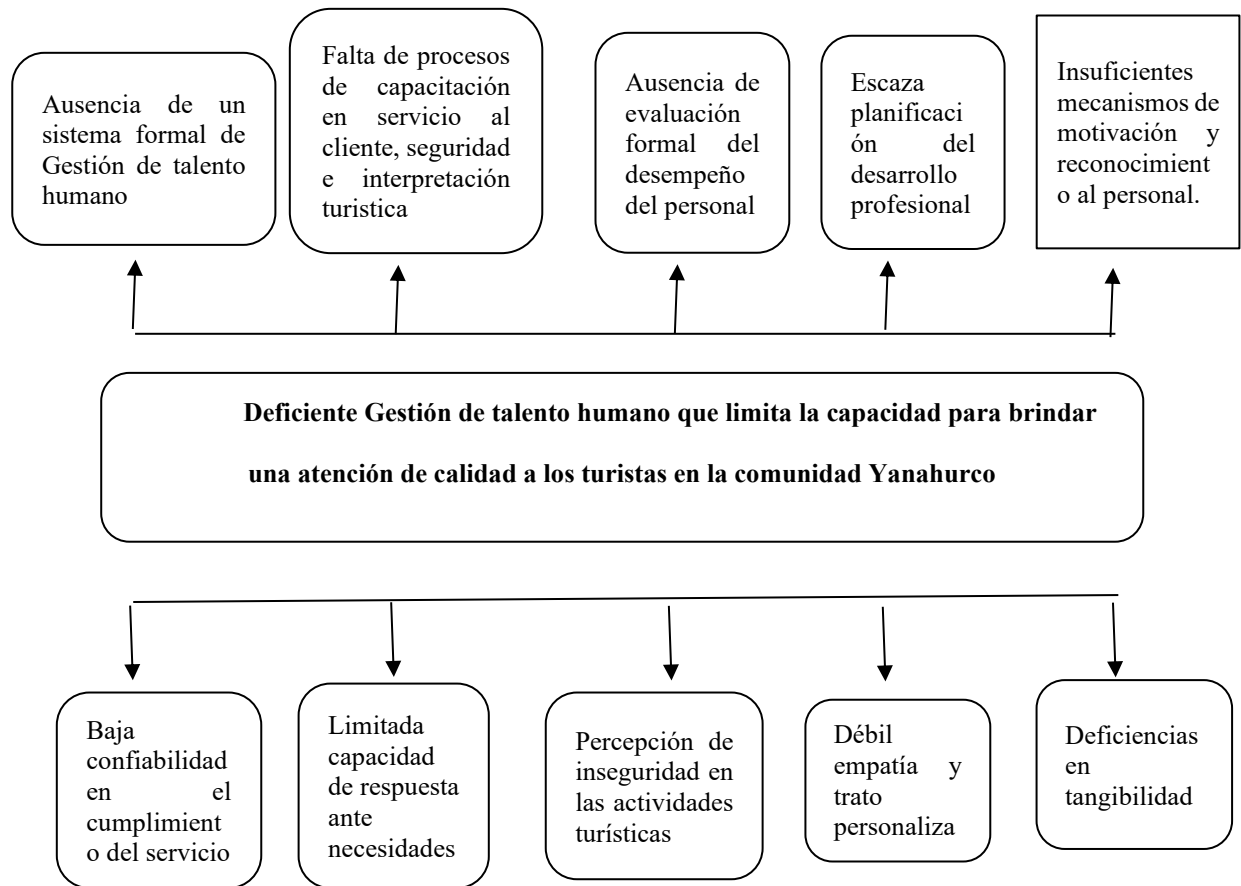 Ausencia de un
sistema formal de
Gestión de talento
humano
Falta de procesos
de capacitación
en servicio al
cliente, seguridad
e interpretación
turistica
Ausencia de
evaluación
formal del
desempeño
del personal
Escaza
planificaci
ón del
desarrollo
profesional
Insuficientes
mecanismos de
motivación y
reconocimient
o al personal.
Deficiente Gestión de talento humano que limita la capacidad para brindar
una atención de calidad a los turistas en la comunidad Yanahurco
Baja
confiabilidad
en el
cumplimient
o del servicio
Limitada
capacidad
de respuesta
ante
necesidades
Percepción de
inseguridad en
las actividades
turísticas
Débil
empatía y
trato
personaliza
Deficiencias
en
tangibilidad